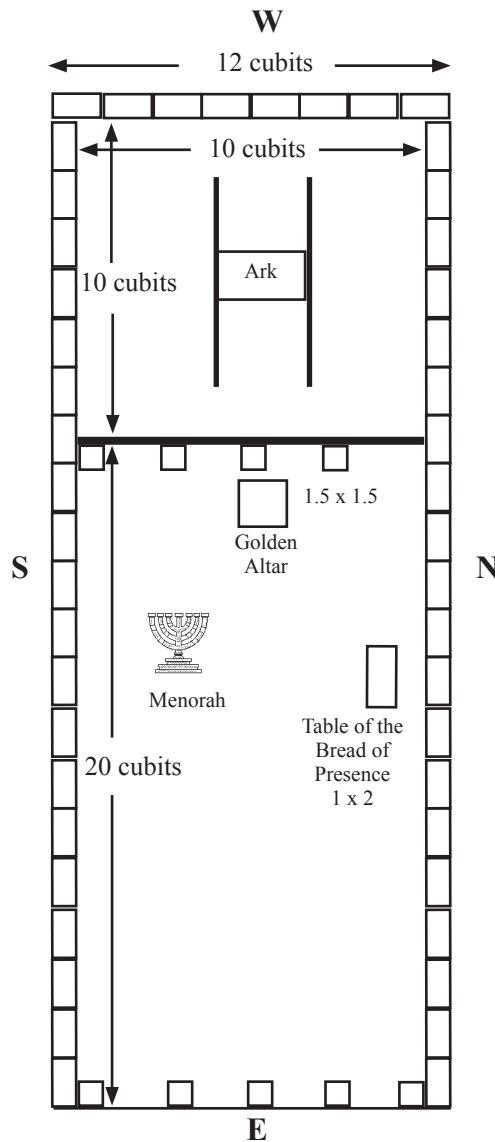 W
12 cubits
10 cubits
Ark
10 cubits
1.5 x 1.5
Golden
Altar
S
N
Menorah
Table of the
Bread of
Presence
1 x 2
20 cubits
E